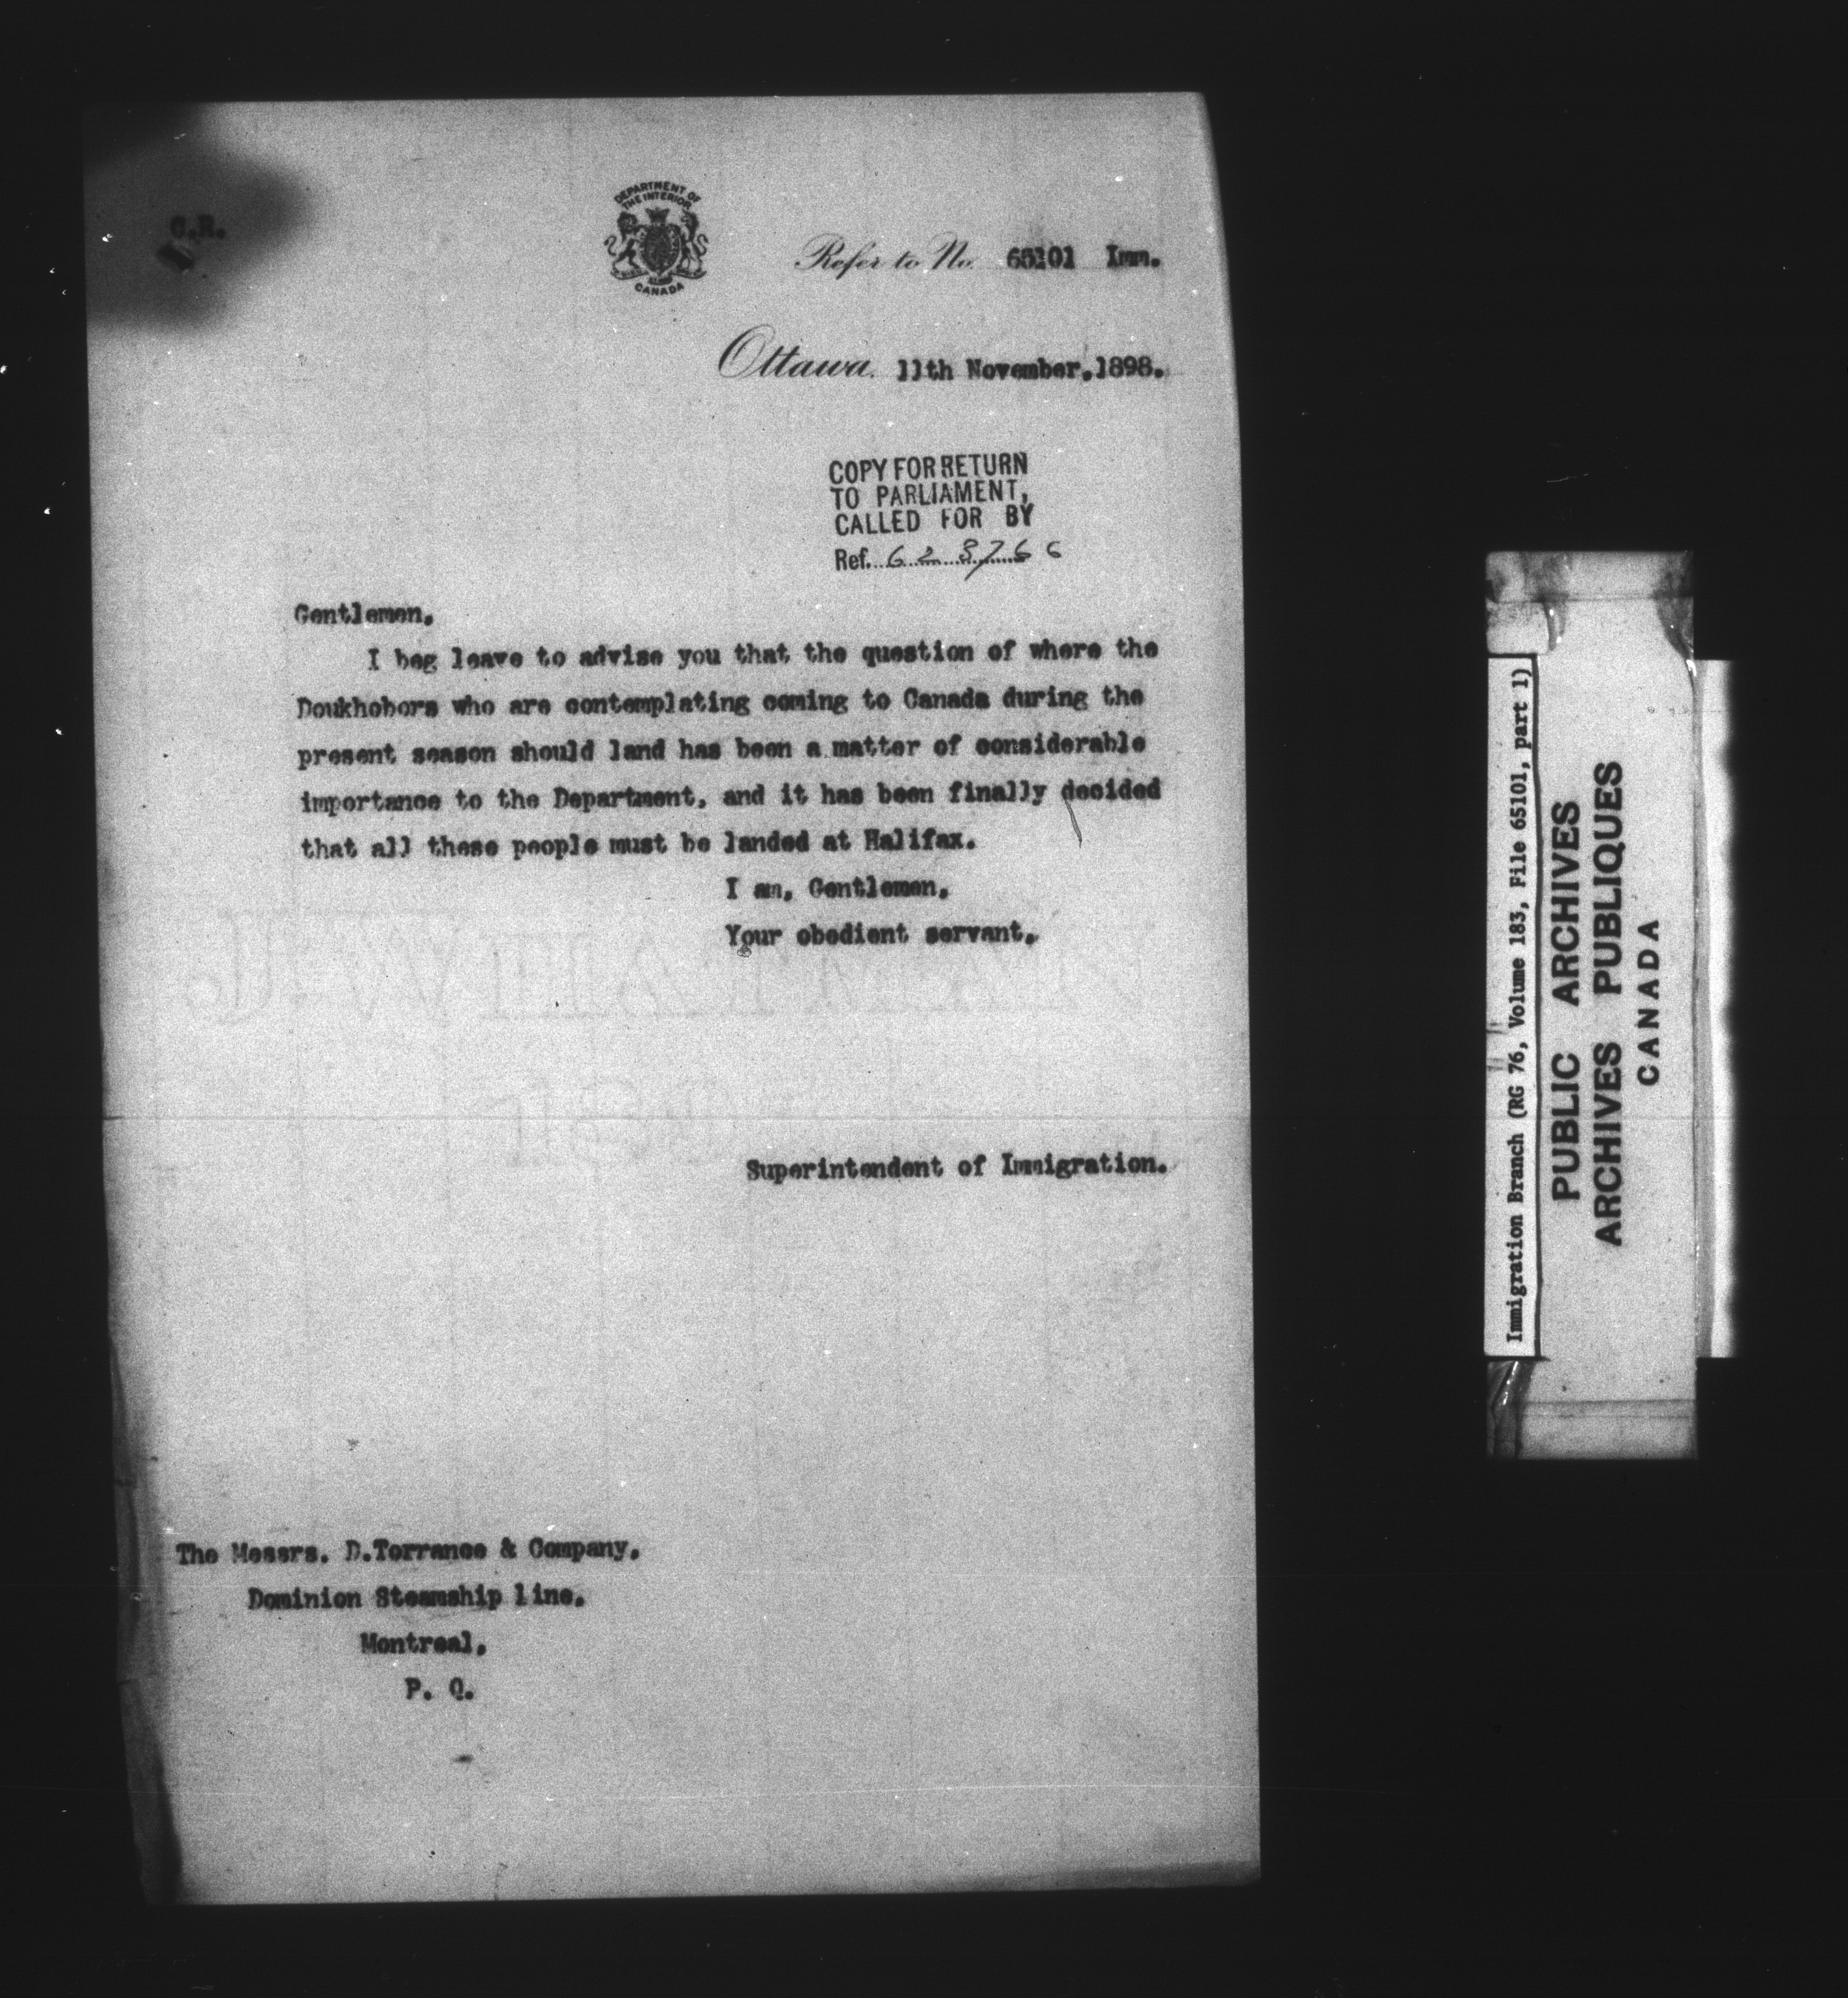 C.R.
DEPARTMENT OF
THE INTERIOR
CANADA
Refer to No. 65101 Imm.
Ottawa. 11th November,1898.
COPY FOR RETURN
TO PARLIAMENT,
CALLED FOR BY
Ref. 623766
Gentlemen,
I beg leave to advise you that the question of where the
Doukhobors who are contemplating coming to Canada during the
present season should land has been a matter of considerable
importance to the Department, and it has been finally decided
that all these people must be landed at Halifax.
I am, Gentlemen,
Your obedient servant,
Superintendent of Immigration.
The Messrs. D.Torrance & Company,
Dominion Steamship line,
Montreal,
P. Q.
Immigration Branch (RG 76, Volume 183, File 65101, part 1)
PUBLIC ARCHIVES
ARCHIVES PUBLIQUES
CANADA